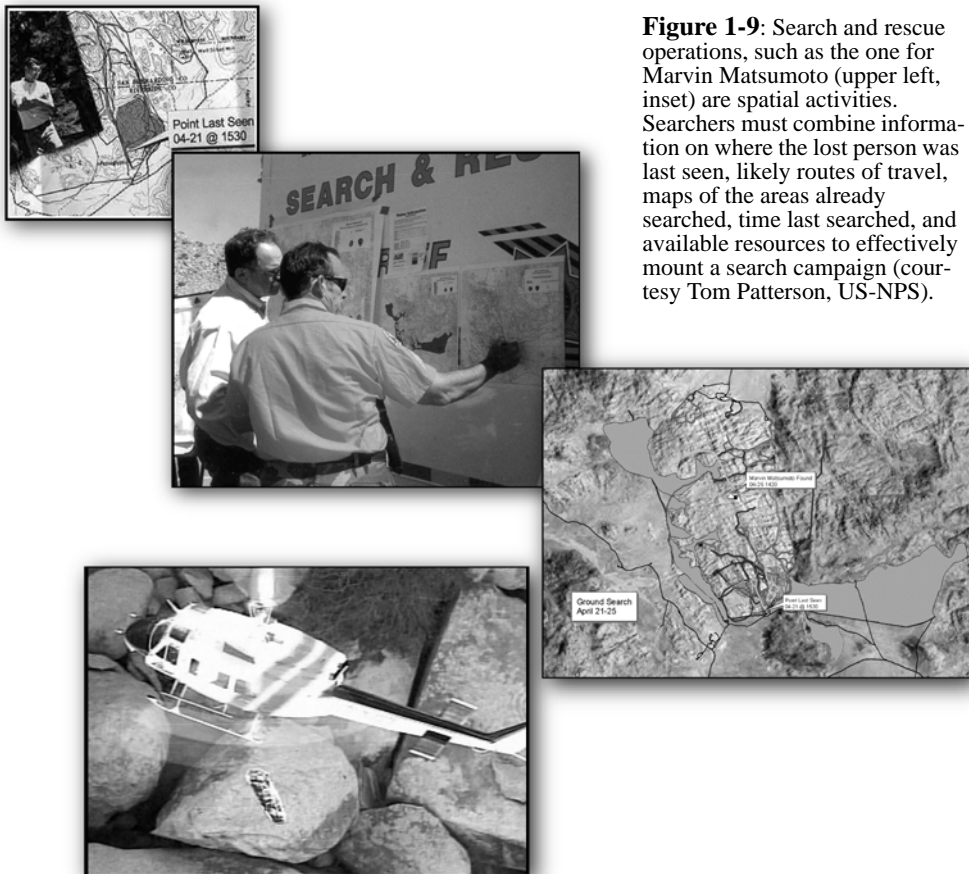 Figure 1-9: Search and rescue
operations, such as the one for
Marvin Matsumoto (upper left,
inset) are spatial activities.
Searchers must combine informa-
tion on where the lost person was
last seen, likely routes of travel,
maps of the areas already
searched, time last searched, and
available resources to effectively
mount a search campaign (cour-
tesy Tom Patterson, US-NPS).
Point Last Seen
04-21 @ 1530
SEARCH & RES
Marvin Matsumoto Found
Ground Search
April 21-25
Point Last Seen
04-21 @ 1530